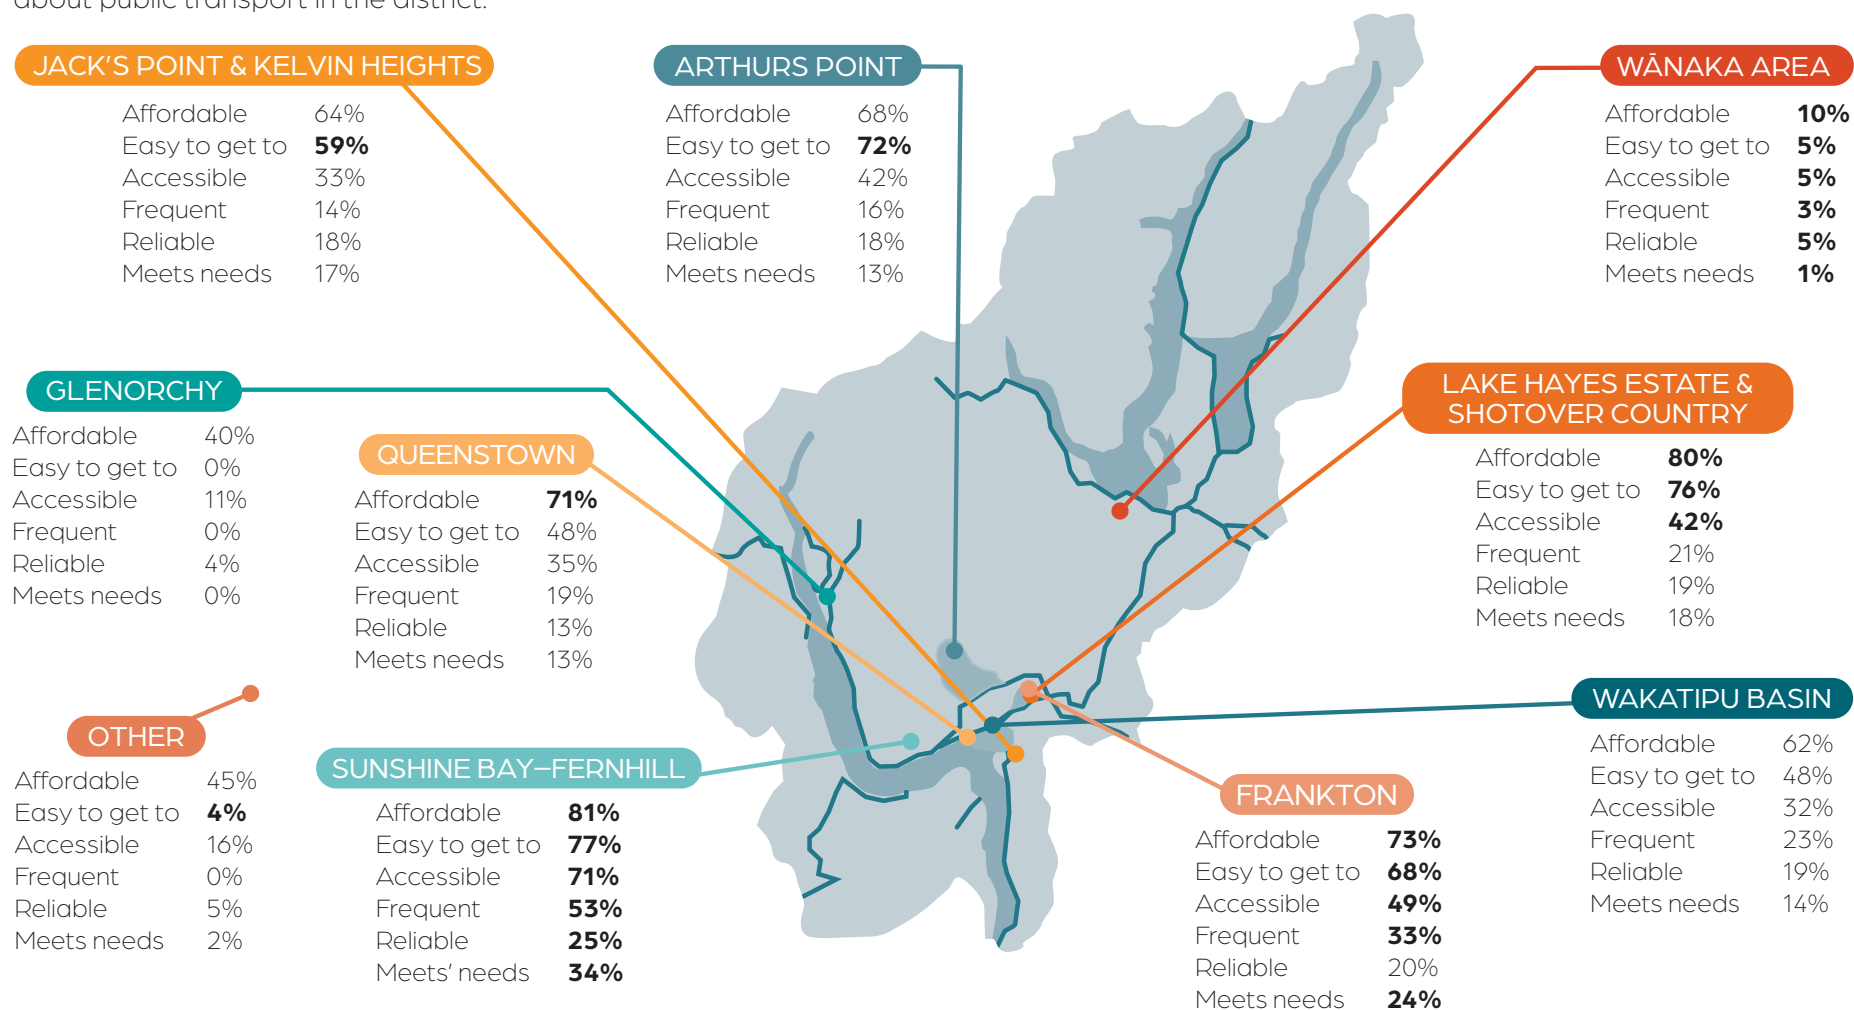 about public transport in the district.
JACK'S POINT & KELVIN HEIGHTS
Affordable 64%
Easy to get to 59%
Accessible 33%
Frequent 14%
Reliable 18%
Meets needs 17%
ARTHURS POINT
Affordable 68%
Easy to get to 72%
Accessible 42%
Frequent 16%
Reliable 18%
Meets needs 13%
WĀNAKA AREA
Affordable 10%
Easy to get to 5%
Accessible 5%
Frequent 3%
Reliable 5%
Meets needs 1%
GLENORCHY
Affordable 40%
Easy to get to 0%
Accessible 11%
Frequent 0%
Reliable 4%
Meets needs 0%
QUEENSTOWN
Affordable 71%
Easy to get to 48%
Accessible 35%
Frequent 19%
Reliable 13%
Meets needs 13%
LAKE HAYES ESTATE &
SHOTOVER COUNTRY
Affordable 80%
Easy to get to 76%
Accessible 42%
Frequent 21%
Reliable 19%
Meets needs 18%
OTHER
Affordable 45%
Easy to get to 4%
Accessible 16%
Frequent 0%
Reliable 5%
Meets needs 2%
SUNSHINE BAY–FERNHILL
Affordable 81%
Easy to get to 77%
Accessible 71%
Frequent 53%
Reliable 25%
Meets' needs 34%
FRANKTON
Affordable 73%
Easy to get to 68%
Accessible 49%
Frequent 33%
Reliable 20%
Meets needs 24%
WAKATIPU BASIN
Affordable 62%
Easy to get to 48%
Accessible 32%
Frequent 23%
Reliable 19%
Meets needs 14%